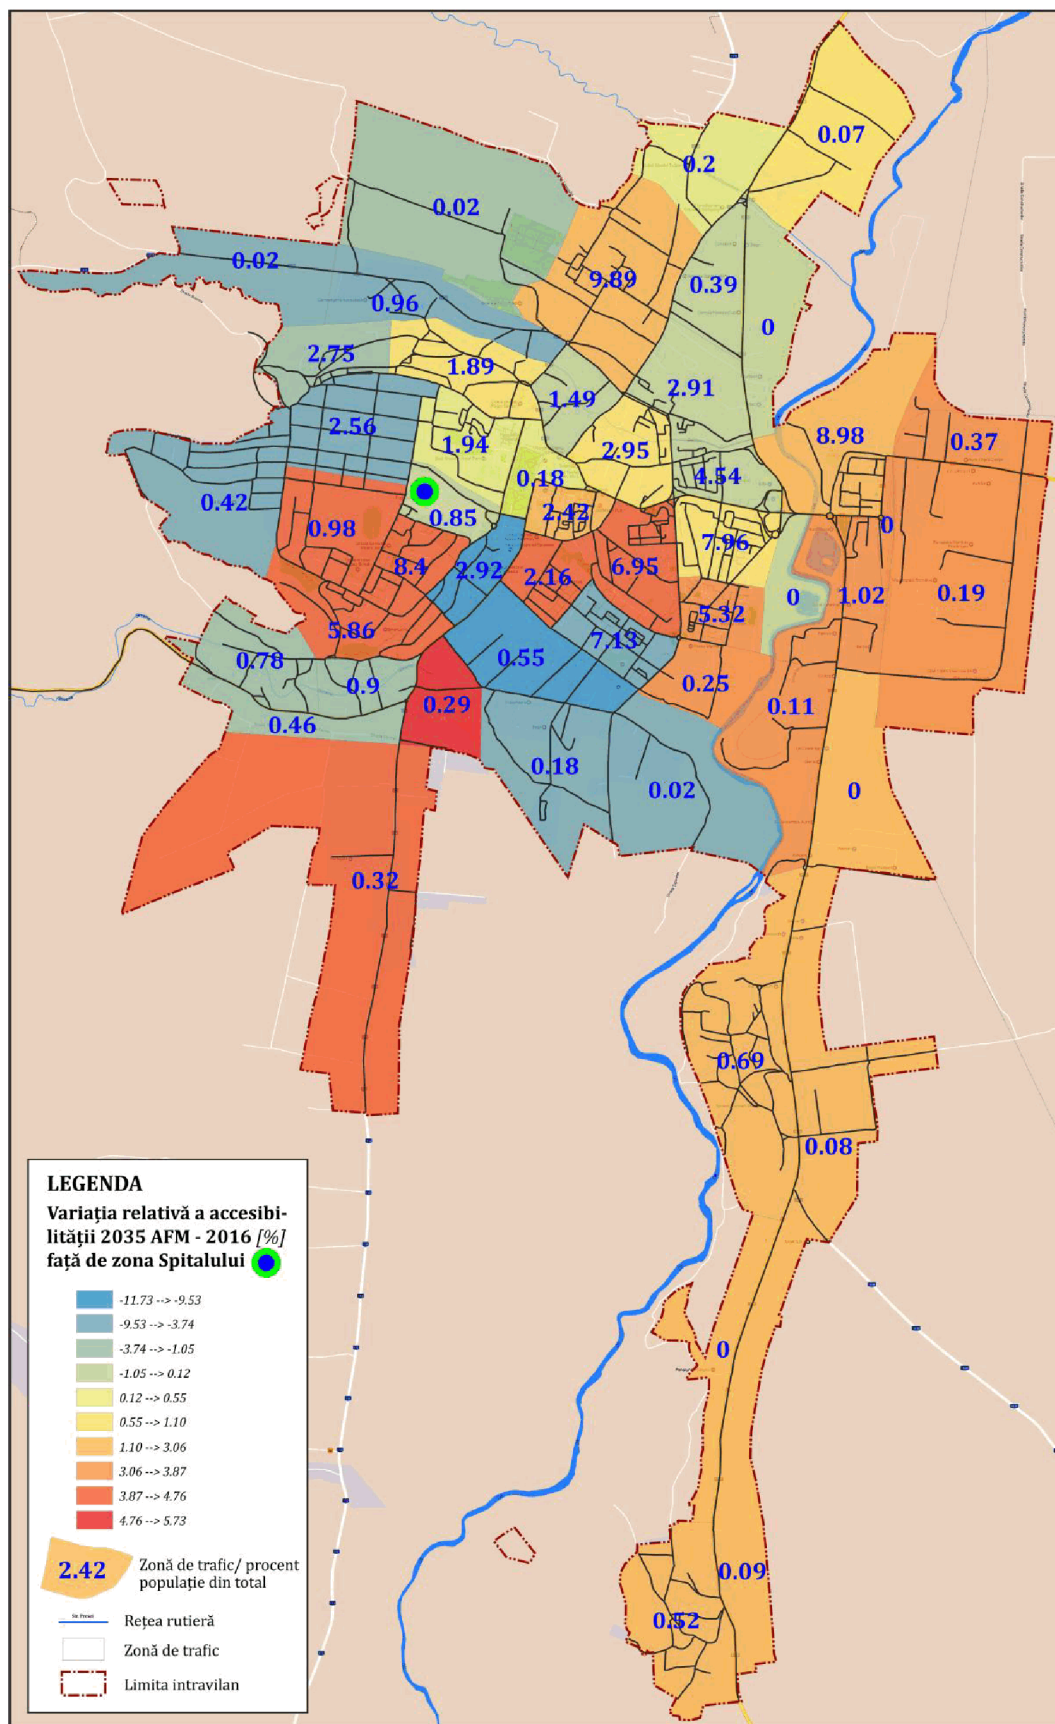 0.07
0.2
0.02
0.02
9.89
0.39
0.96
0
2.75
1.89
2.91
1.49
2.56
1.94
2.95
8.98
0.37
0.18
4.54
0.42
0.85
2.42
0
0.98
7.96
8.4
2.92
2.16
6.95
0
1.02
0.19
5.86
5.32
7.13
0.78
0.55
0.9
0.25
0.29
0.11
0.46
0.18
0.02
0
0.32
0.69
0.08
0
0.09
0.52
LEGENDA
Variația relativă a accesibi-
lității 2035 AFM - 2016 [%]
față de zona Spitalului
-11.73 --> -9.53
-9.53 --> -3.74
-3.74 --> -1.05
-1.05 --> 0.12
0.12 --> 0.55
0.55 --> 1.10
1.10 --> 3.06
3.06 --> 3.87
3.87 --> 4.76
4.76 --> 5.73
2.42
Zonă de trafic/ procent
populație din total
Rețea rutieră
Zonă de trafic
Limita intravilan